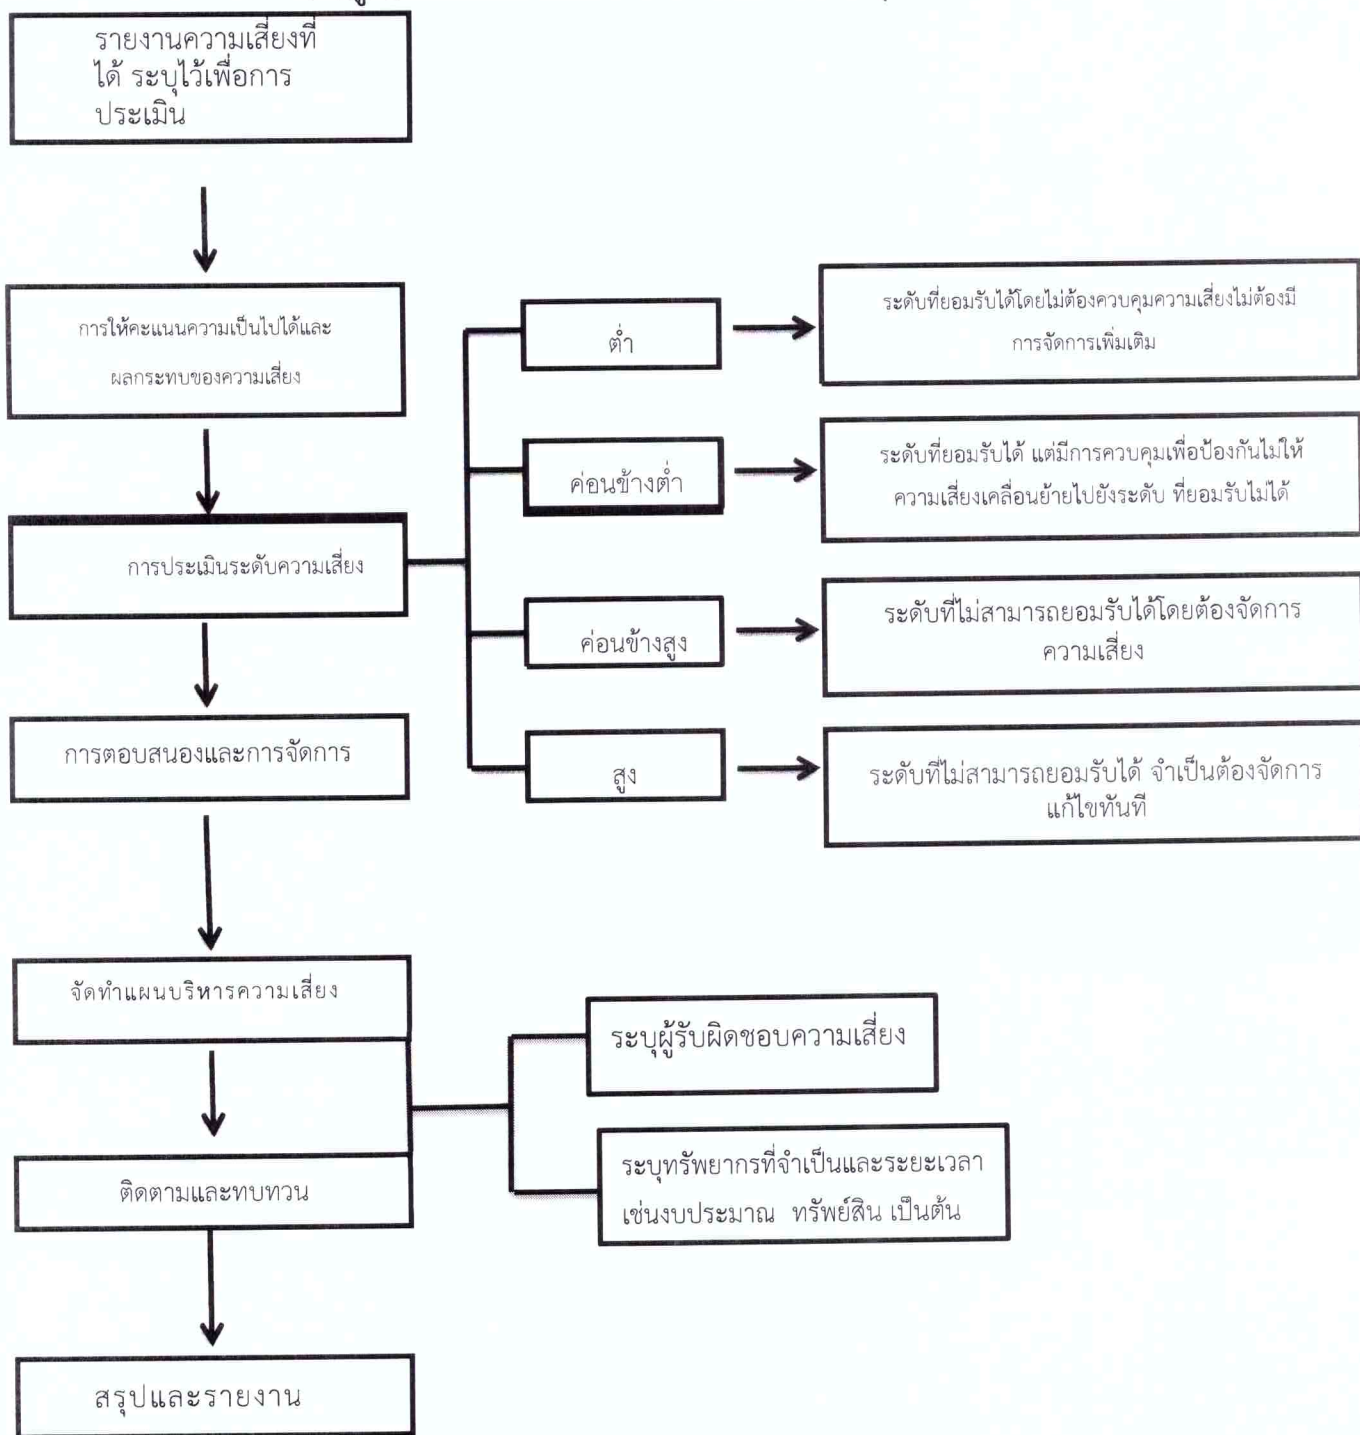 รายงานความเสี่ยงที่
ได้ ระบุไว้เพื่อการ
ประเมิน
การให้คะแนนความเป็นไปได้และ
ผลกระทบของความเสี่ยง
การประเมินระดับความเสี่ยง
ต่ำ
ระดับที่ยอมรับได้โดยไม่ต้องควบคุมความเสี่ยงไม่ต้องมี
การจัดการเพิ่มเติม
ค่อนข้างต่ำ
ระดับที่ยอมรับได้ แต่มีการควบคุมเพื่อป้องกันไม่ให้
ความเสี่ยงเคลื่อนย้ายไปยังระดับ ที่ยอมรับไม่ได้
ค่อนข้างสูง
ระดับที่ไม่สามารถยอมรับได้โดยต้องจัดการ
ความเสี่ยง
สูง
ระดับที่ไม่สามารถยอมรับได้ จำเป็นต้องจัดการ
แก้ไขทันที
การตอบสนองและการจัดการ
จัดทำแผนบริหารความเสี่ยง
ระบุผู้รับผิดชอบความเสี่ยง
ระบุทรัพยากรที่จำเป็นและระยะเวลา
เช่นงบประมาณ ทรัพย์สิน เป็นต้น
ติดตามและทบทวน
สรุปและรายงาน